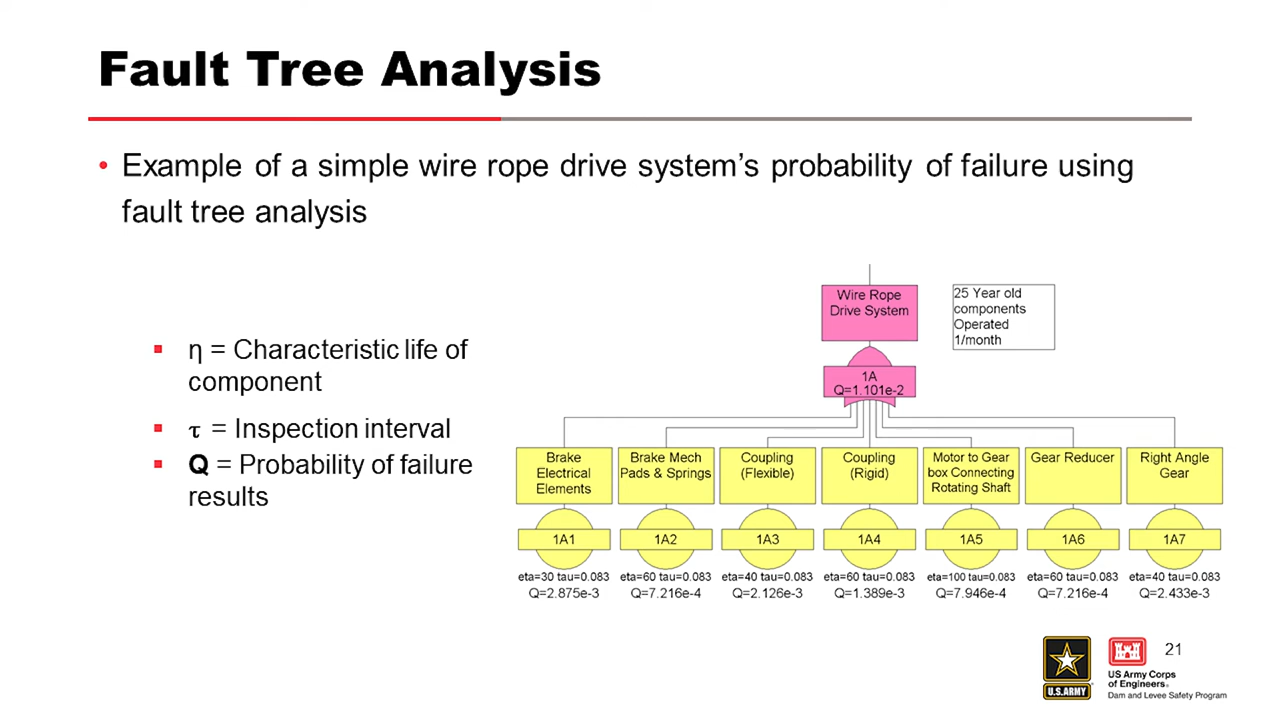 Fault Tree Analysis
• Example of a simple wire rope drive system’s probability of failure using
fault tree analysis
▪ η = Characteristic life of
component
▪ τ = Inspection interval
▪ Q = Probability of failure
results
Wire Rope
Drive System
25 Year old
components
Operated
1/month
1A
Q=1.101e-2
Brake
Electrical
Elements
Brake Mech
Pads & Springs
Coupling
(Flexible)
Coupling
(Rigid)
Motor to Gear
box Connecting
Rotating Shaft
Gear Reducer
Right Angle
Gear
1A1
1A2
1A3
1A4
1A5
1A6
1A7
eta=30 tau=0.083
eta=60 tau=0.083
eta=40 tau=0.083
eta=60 tau=0.083
eta=100 tau=0.083
eta=60 tau=0.083
eta=40 tau=0.083
Q=2.875e-3
Q=7.216e-4
Q=2.126e-3
Q=1.389e-3
Q=7.946e-4
Q=7.216e-4
Q=2.433e-3
21
U.S.ARMY
US Army Corps
of Engineers®
Dam and Levee Safety Program